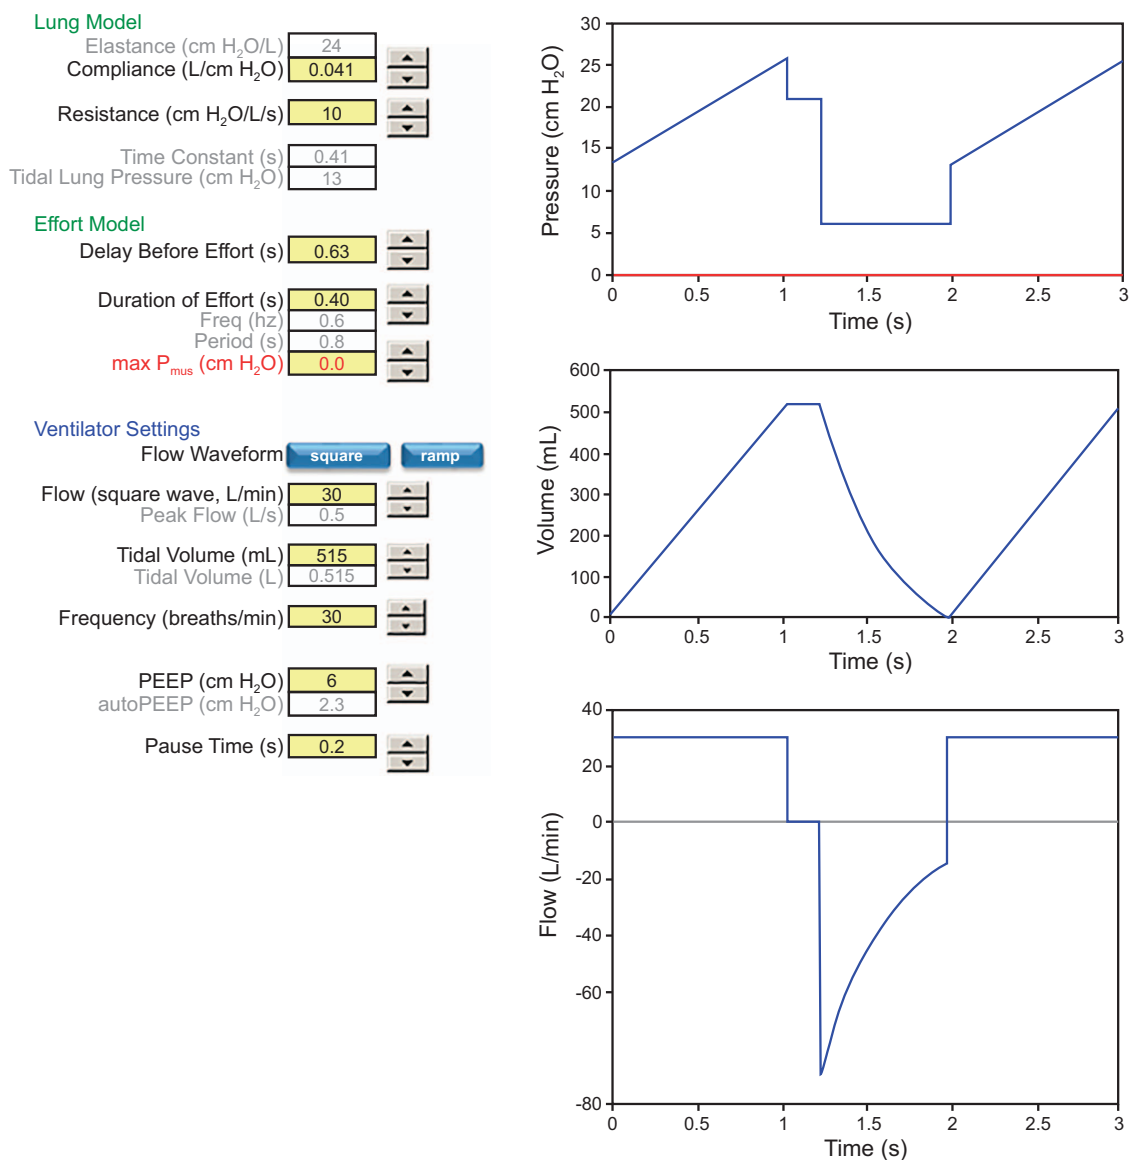 Lung Model
Elastance (cm H₂O/L) 24
Compliance (L/cm H₂O) 0.041
Resistance (cm H₂O/L/s) 10
Time Constant (s) 0.41
Tidal Lung Pressure (cm H₂O) 13
Effort Model
Delay Before Effort (s) 0.63
Duration of Effort (s) 0.40
Freq (hz) 0.6
Period (s) 0.8
max Pmus (cm H₂O) 0.0
Ventilator Settings
Flow Waveform square ramp
Flow (square wave, L/min) 30
Peak Flow (L/s) 0.5
Tidal Volume (mL) 515
Tidal Volume (L) 0.515
Frequency (breaths/min) 30
PEEP (cm H₂O) 6
autoPEEP (cm H₂O) 2.3
Pause Time (s) 0.2
Pressure (cm H₂O)
30
25
20
15
10
5
0
0 0.5 1 1.5 2 2.5 3
Time (s)
Volume (mL)
600
500
400
300
200
100
0
0 0.5 1 1.5 2 2.5 3
Time (s)
Flow (L/min)
40
20
0
-20
-40
-60
-80
0 0.5 1 1.5 2 2.5 3
Time (s)